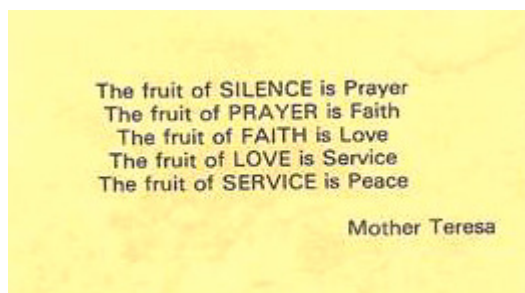 The fruit of SILENCE is Prayer
The fruit of PRAYER is Faith
The fruit of FAITH is Love
The fruit of LOVE is Service
The fruit of SERVICE is Peace
Mother Teresa